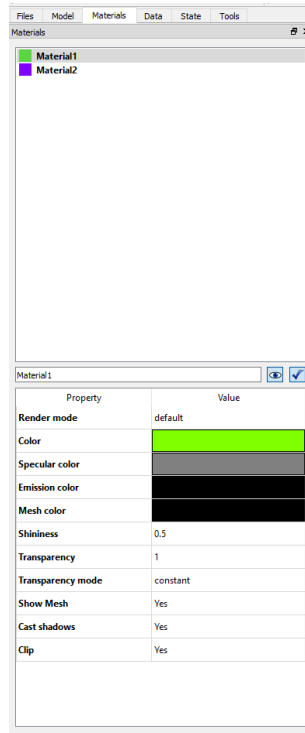 Files Model Materials Data State Tools
Materials
Material1
Material2
Material1
Property Value
Render mode default
Color
Specular color
Emission color
Mesh color
Shininess 0.5
Transparency 1
Transparency mode constant
Show Mesh Yes
Cast shadows Yes
Clip Yes